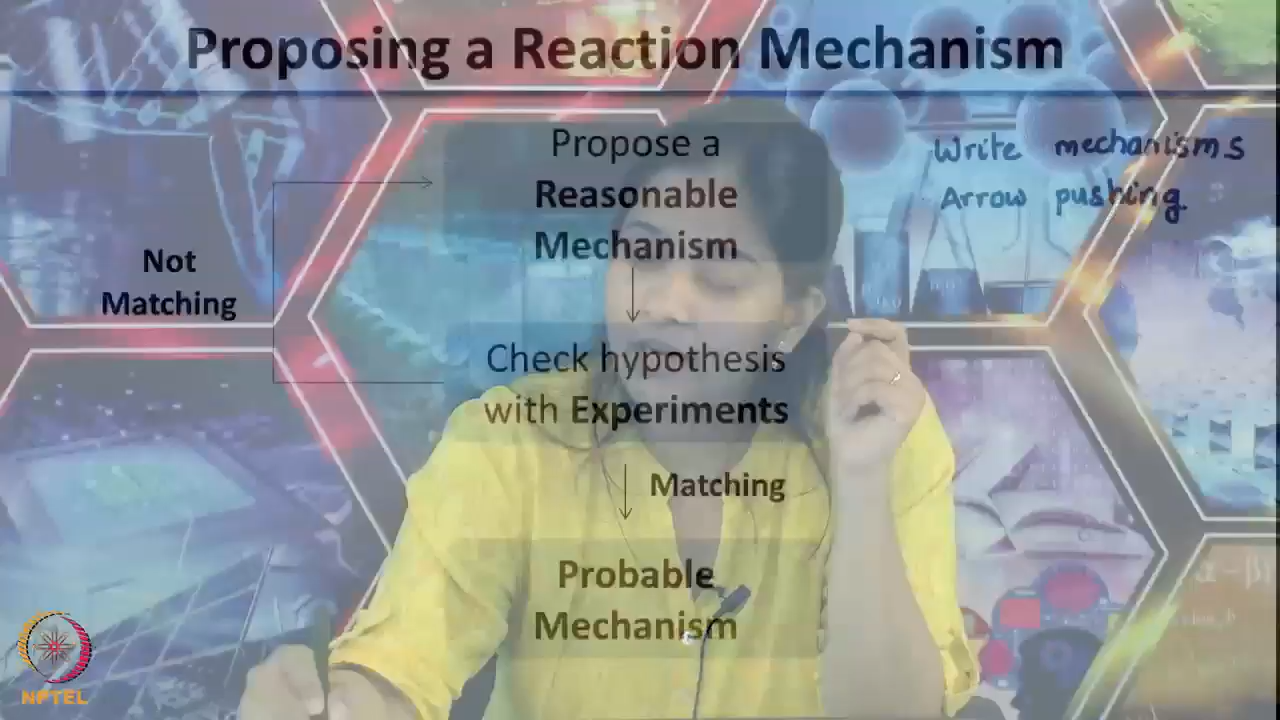 Proposing a Reaction Mechanism
Propose a
Reasonable
Mechanism
Write mechanisms
Arrow pushing
Not
Matching
Check hypothesis
with Experiments
Matching
Probable
Mechanism
NPTEL